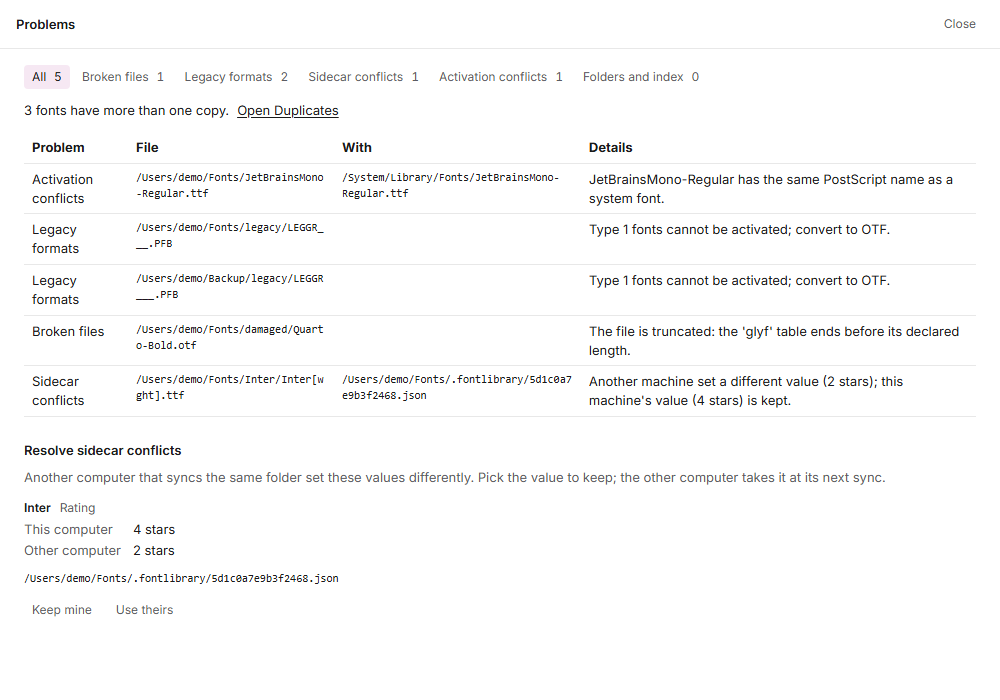 Problems
Close
All 5
Broken files 1
Legacy formats 2
Sidecar conflicts 1
Activation conflicts 1
Folders and index 0
3 fonts have more than one copy. Open Duplicates
Problem
File
With
Details
Activation
conflicts
/Users/demo/Fonts/JetBrainsMono
-Regular.ttf
/System/Library/Fonts/JetBrainsMono-
Regular.ttf
JetBrainsMono-Regular has the same PostScript name as a
system font.
Legacy
formats
/Users/demo/Fonts/legacy/LEGGR_
__.PFB
Type 1 fonts cannot be activated; convert to OTF.
Legacy
formats
/Users/demo/Backup/legacy/LEGGR
___.PFB
Type 1 fonts cannot be activated; convert to OTF.
Broken files
/Users/demo/Fonts/damaged/Quart
o-Bold.otf
The file is truncated: the 'glyf' table ends before its declared
length.
Sidecar
conflicts
/Users/demo/Fonts/Inter/Inter[w
ght].ttf
/Users/demo/Fonts/.fontlibrary/5d1c0a7
e9b3f2468.json
Another machine set a different value (2 stars); this
machine's value (4 stars) is kept.
Resolve sidecar conflicts
Another computer that syncs the same folder set these values differently. Pick the value to keep; the other computer takes it at its next sync.
Inter Rating
This computer 4 stars
Other computer 2 stars
/Users/demo/Fonts/.fontlibrary/5d1c0a7e9b3f2468.json
Keep mine
Use theirs